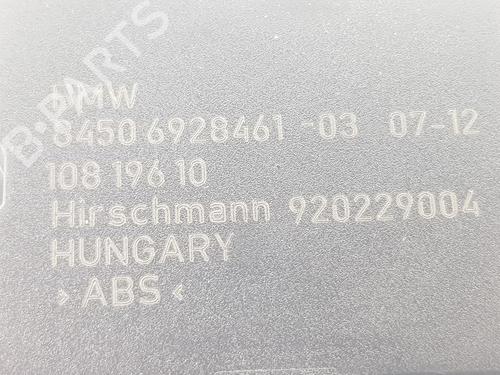 BMW
8450 6928461 -03 07-12
108 196 10
Hirschmann 920229004
HUNGARY
> ABS <
B-PARTS